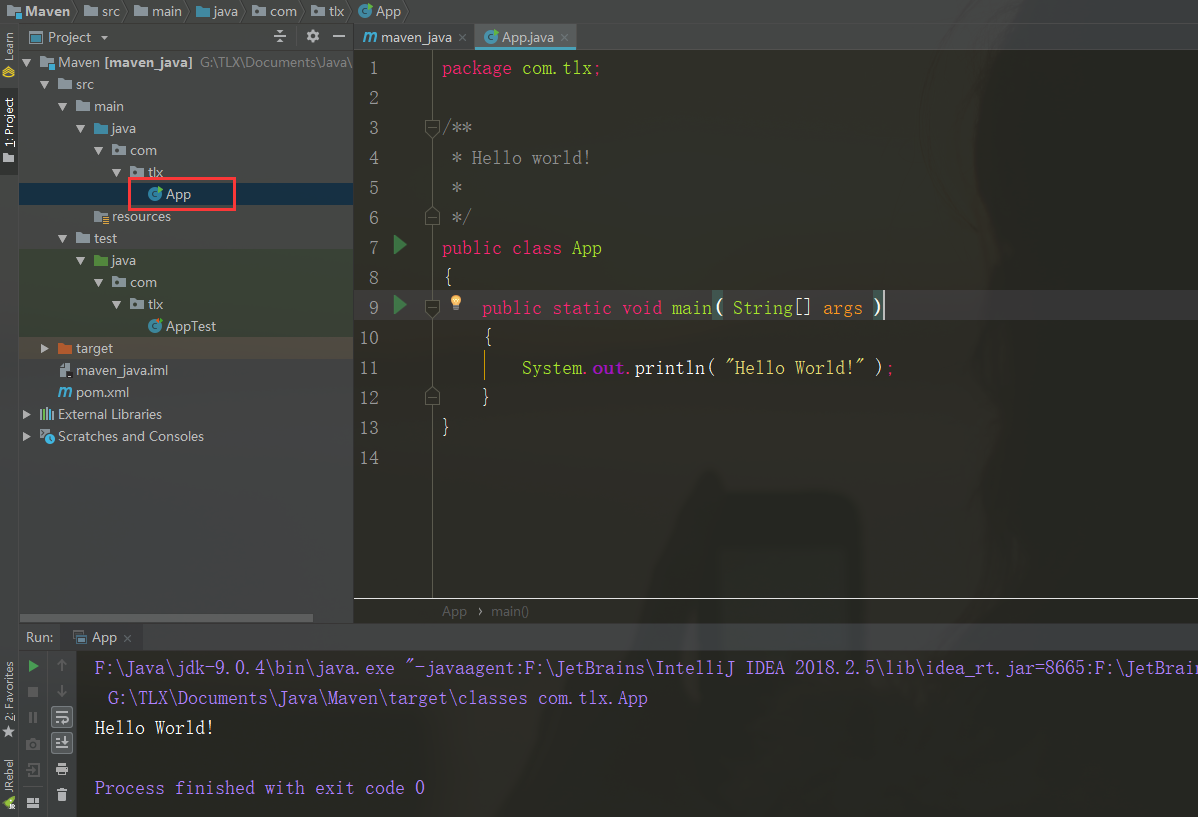 Maven src main java com tlx App
Project
maven_java App.java
Learn
1: Project
Maven [maven_java] G:\TLX\Documents\Java\
src
main
java
com
tlx
App
resources
test
java
com
tlx
AppTest
target
maven_java.iml
pom.xml
External Libraries
Scratches and Consoles
1 package com.tlx;
2
3 /**
4 * Hello world!
5 *
6 */
7 public class App
8 {
9 public static void main( String[] args )
10 {
11 System.out.println( "Hello World!" );
12 }
13 }
14
App › main()
Run: App
2: Favorites
JRebel
F:\Java\jdk-9.0.4\bin\java.exe "-javaagent:F:\JetBrains\IntelliJ IDEA 2018.2.5\lib\idea_rt.jar=8665:F:\JetBrain
G:\TLX\Documents\Java\Maven\target\classes com.tlx.App
Hello World!
Process finished with exit code 0